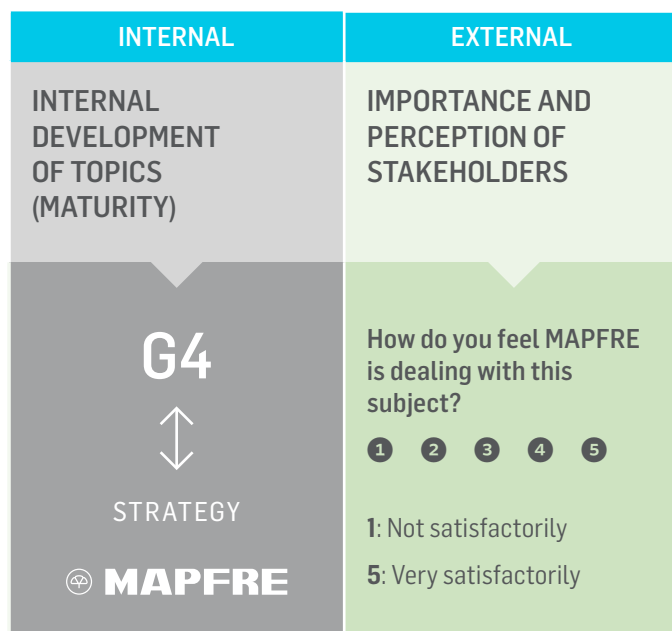 INTERNAL
INTERNAL
DEVELOPMENT
OF TOPICS
(MATURITY)
G4
STRATEGY
MAPFRE
EXTERNAL
IMPORTANCE AND
PERCEPTION OF
STAKEHOLDERS
How do you feel MAPFRE
is dealing with this
subject?
1 2 3 4 5
1: Not satisfactorily
5: Very satisfactorily